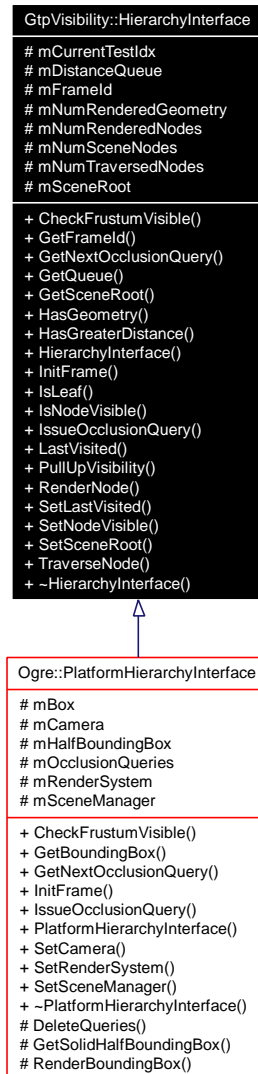 GtpVisibility::HierarchyInterface
# mCurrentTestIdx
# mDistanceQueue
# mFrameId
# mNumRenderedGeometry
# mNumRenderedNodes
# mNumSceneNodes
# mNumTraversedNodes
# mSceneRoot
+ CheckFrustumVisible()
+ GetFrameId()
+ GetNextOcclusionQuery()
+ GetQueue()
+ GetSceneRoot()
+ HasGeometry()
+ HasGreaterDistance()
+ HierarchyInterface()
+ InitFrame()
+ IsLeaf()
+ IsNodeVisible()
+ IssueOcclusionQuery()
+ LastVisited()
+ PullUpVisibility()
+ RenderNode()
+ SetLastVisited()
+ SetNodeVisible()
+ SetSceneRoot()
+ TraverseNode()
+ ~HierarchyInterface()
Ogre::PlatformHierarchyInterface
# mBox
# mCamera
# mHalfBoundingBox
# mOcclusionQueries
# mRenderSystem
# mSceneManager
+ CheckFrustumVisible()
+ GetBoundingBox()
+ GetNextOcclusionQuery()
+ InitFrame()
+ IssueOcclusionQuery()
+ PlatformHierarchyInterface()
+ SetCamera()
+ SetRenderSystem()
+ SetSceneManager()
+ ~PlatformHierarchyInterface()
# DeleteQueries()
# GetSolidHalfBoundingBox()
# RenderBoundingBox()